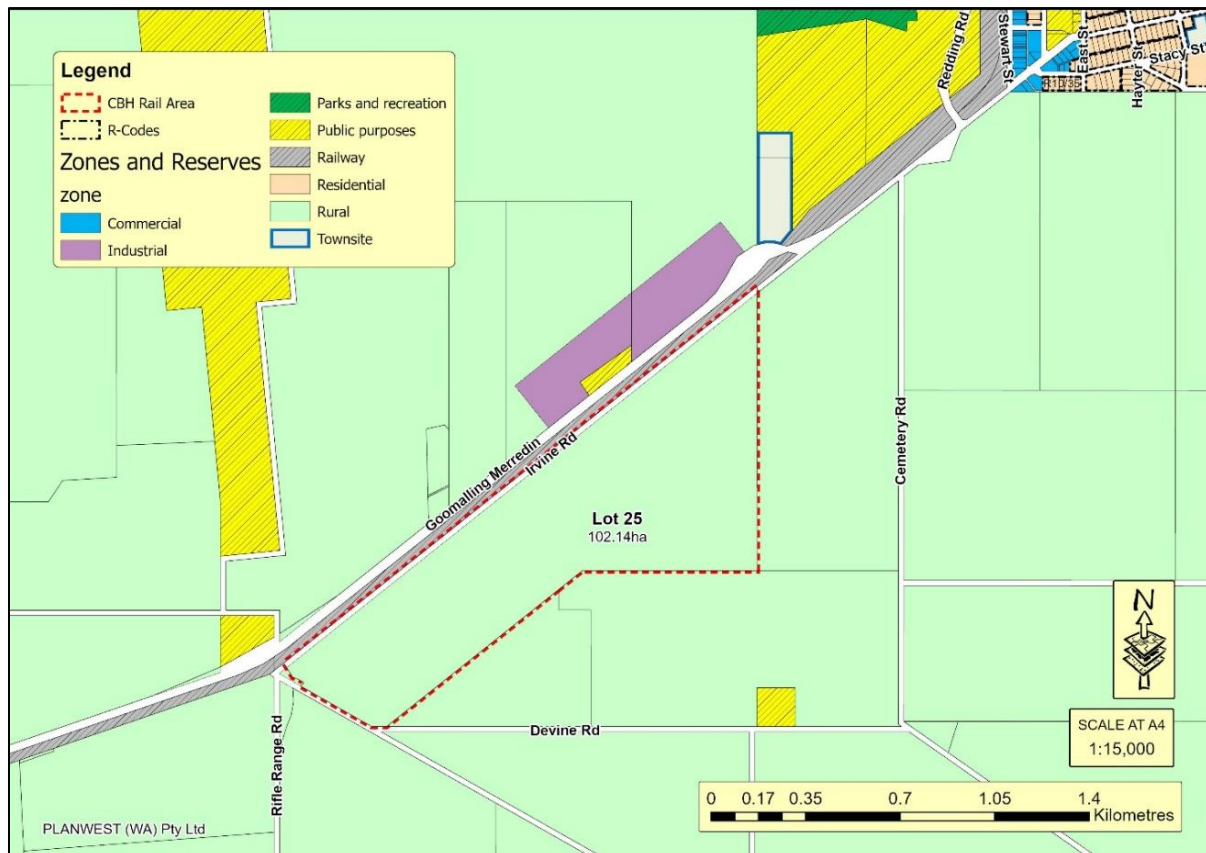 Legend
CBH Rail Area
R-Codes
Zones and Reserves
zone
Commercial
Industrial
Parks and recreation
Public purposes
Railway
Residential
Rural
Townsite
Redding Rd
Stewart St
East St
Hayter St
Stacy St
R10/35
Goomalling Merredin
Irvine Rd
Cemetery Rd
Lot 25
102.14ha
Devine Rd
Rifle Range Rd
N
SCALE AT A4
1:15,000
0 0.17 0.35 0.7 1.05 1.4
Kilometres
PLANWEST (WA) Pty Ltd